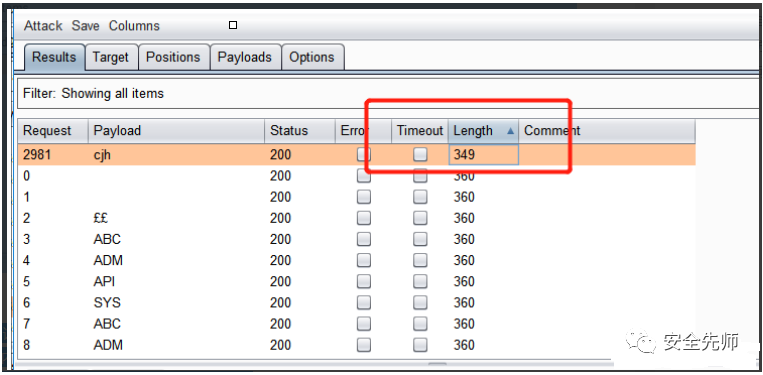 Attack Save Columns
Results Target Positions Payloads Options
Filter: Showing all items
Request Payload Status Error Timeout Length Comment
2981 cjh 200 349
0 200 360
1 200 360
2 ££ 200 360
3 ABC 200 360
4 ADM 200 360
5 API 200 360
6 SYS 200 360
7 ABC 200 360
8 ADM 200 360
安全先师